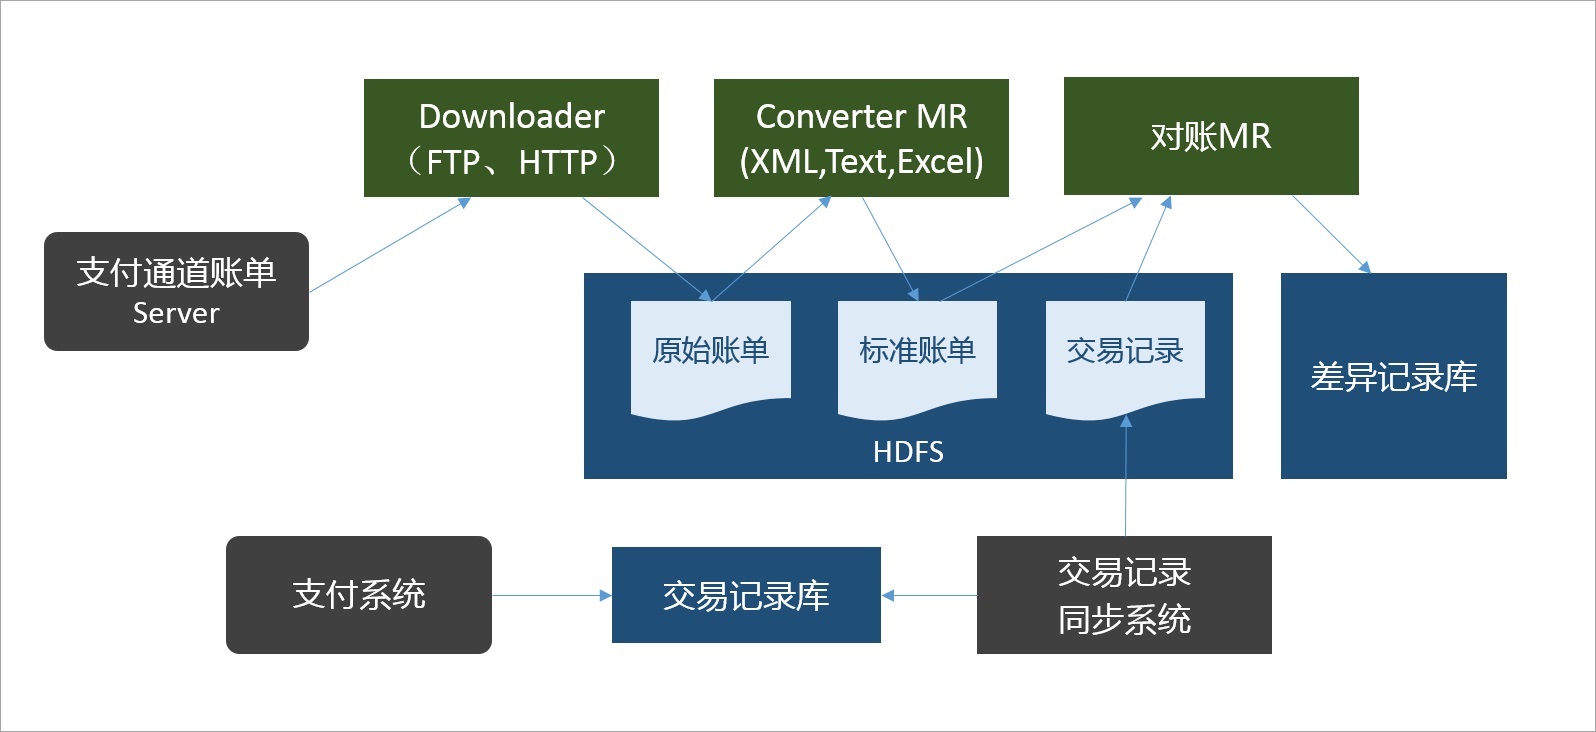 Downloader
（FTP、HTTP）
Converter MR
(XML,Text,Excel)
对账MR
支付通道账单
Server
原始账单
标准账单
交易记录
HDFS
差异记录库
支付系统
交易记录库
交易记录
同步系统